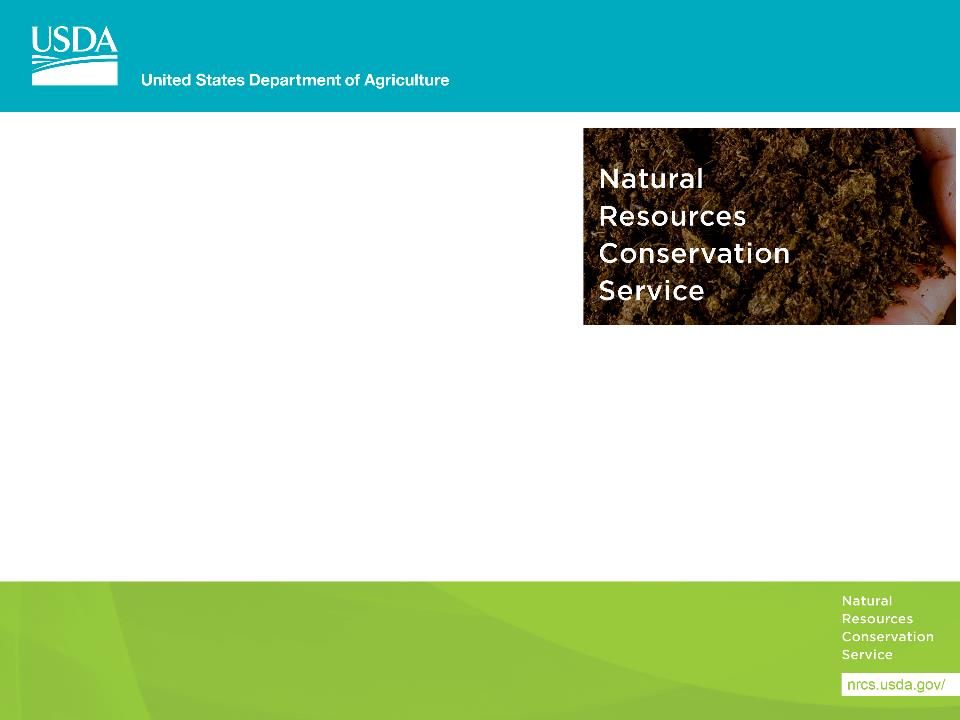 USDA
United States Department of Agriculture
Natural
Resources
Conservation
Service
Natural
Resources
Conservation
Service
nrcs.usda.gov/